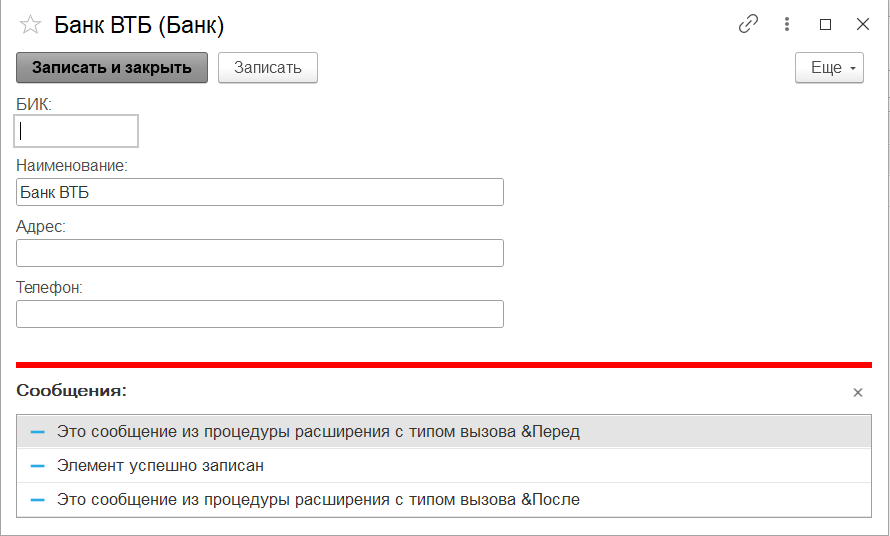 Банк ВТБ (Банк)
Записать и закрыть Записать Еще
БИК:
Наименование:
Банк ВТБ
Адрес:
Телефон:
Сообщения:
Это сообщение из процедуры расширения с типом вызова &Перед
Элемент успешно записан
Это сообщение из процедуры расширения с типом вызова &После